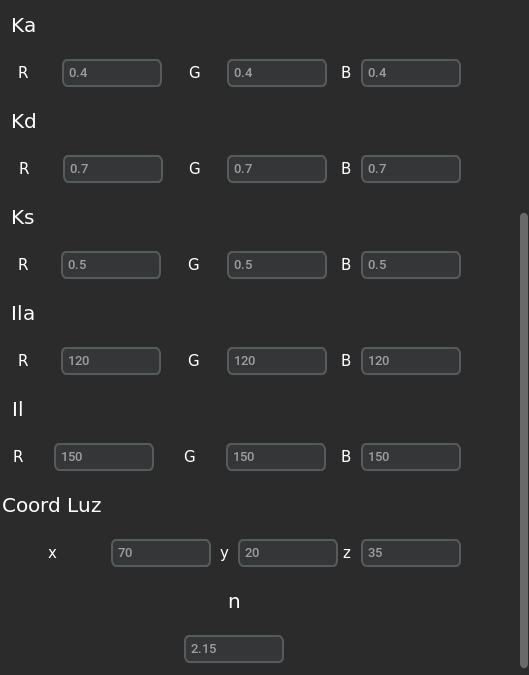 Ka
R 0.4 G 0.4 B 0.4
Kd
R 0.7 G 0.7 B 0.7
Ks
R 0.5 G 0.5 B 0.5
Ila
R 120 G 120 B 120
Il
R 150 G 150 B 150
Coord Luz
x 70 y 20 z 35
n
2.15